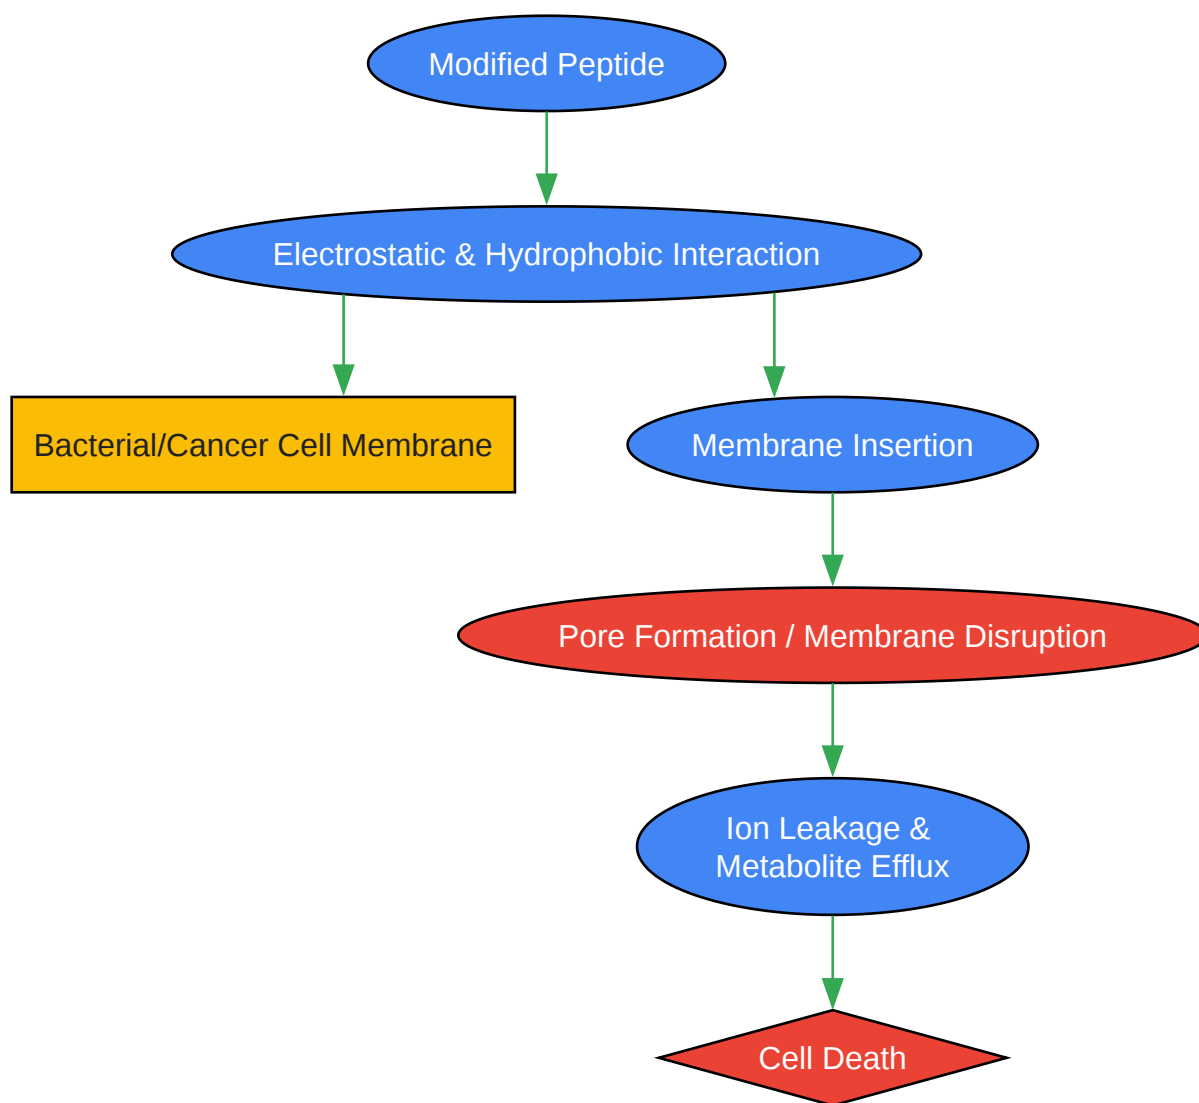 Modified Peptide
Electrostatic & Hydrophobic Interaction
Bacterial/Cancer Cell Membrane
Membrane Insertion
Pore Formation / Membrane Disruption
Ion Leakage &
Metabolite Efflux
Cell Death